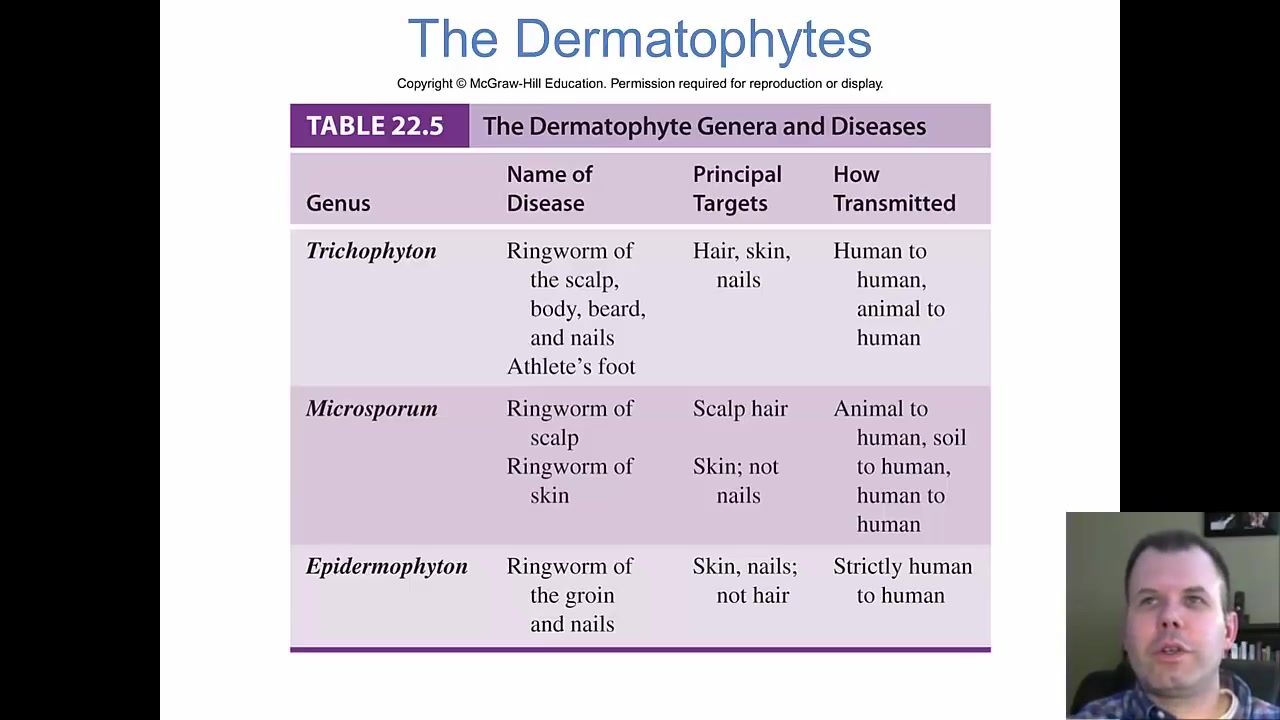 The Dermatophytes
Copyright © McGraw-Hill Education. Permission required for reproduction or display.
TABLE 22.5 The Dermatophyte Genera and Diseases
Genus
Name of
Disease
Principal
Targets
How
Transmitted
Trichophyton
Ringworm of
the scalp,
body, beard,
and nails
Athlete's foot
Hair, skin,
nails
Human to
human,
animal to
human
Microsporum
Ringworm of
scalp
Ringworm of
skin
Scalp hair
Skin; not
nails
Animal to
human, soil
to human,
human to
human
Epidermophyton
Ringworm of
the groin
and nails
Skin, nails;
not hair
Strictly human
to human